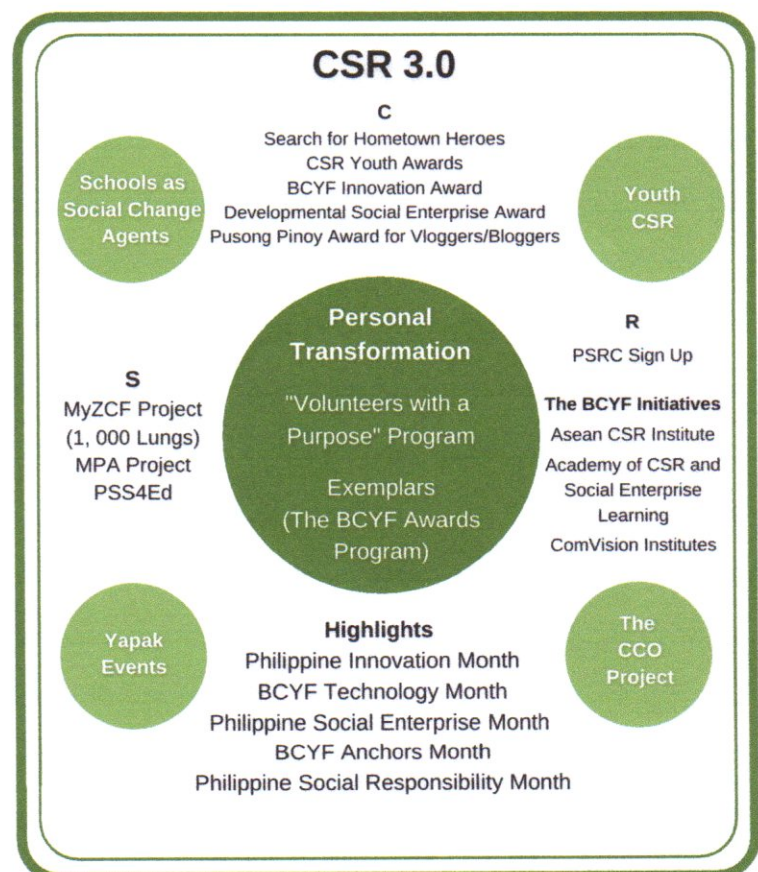 CSR 3.0
C
Search for Hometown Heroes
CSR Youth Awards
BCYF Innovation Award
Developmental Social Enterprise Award
Pusong Pinoy Award for Vloggers/Bloggers
Schools as
Social Change
Agents
Youth
CSR
Personal
Transformation
"Volunteers with a
Purpose" Program
Exemplars
(The BCYF Awards
Program)
S
MyZCF Project
(1, 000 Lungs)
MPA Project
PSS4Ed
R
PSRC Sign Up
The BCYF Initiatives
Asean CSR Institute
Academy of CSR and
Social Enterprise
Learning
ComVision Institutes
Yapak
Events
Highlights
Philippine Innovation Month
BCYF Technology Month
Philippine Social Enterprise Month
BCYF Anchors Month
Philippine Social Responsibility Month
The
CCO
Project